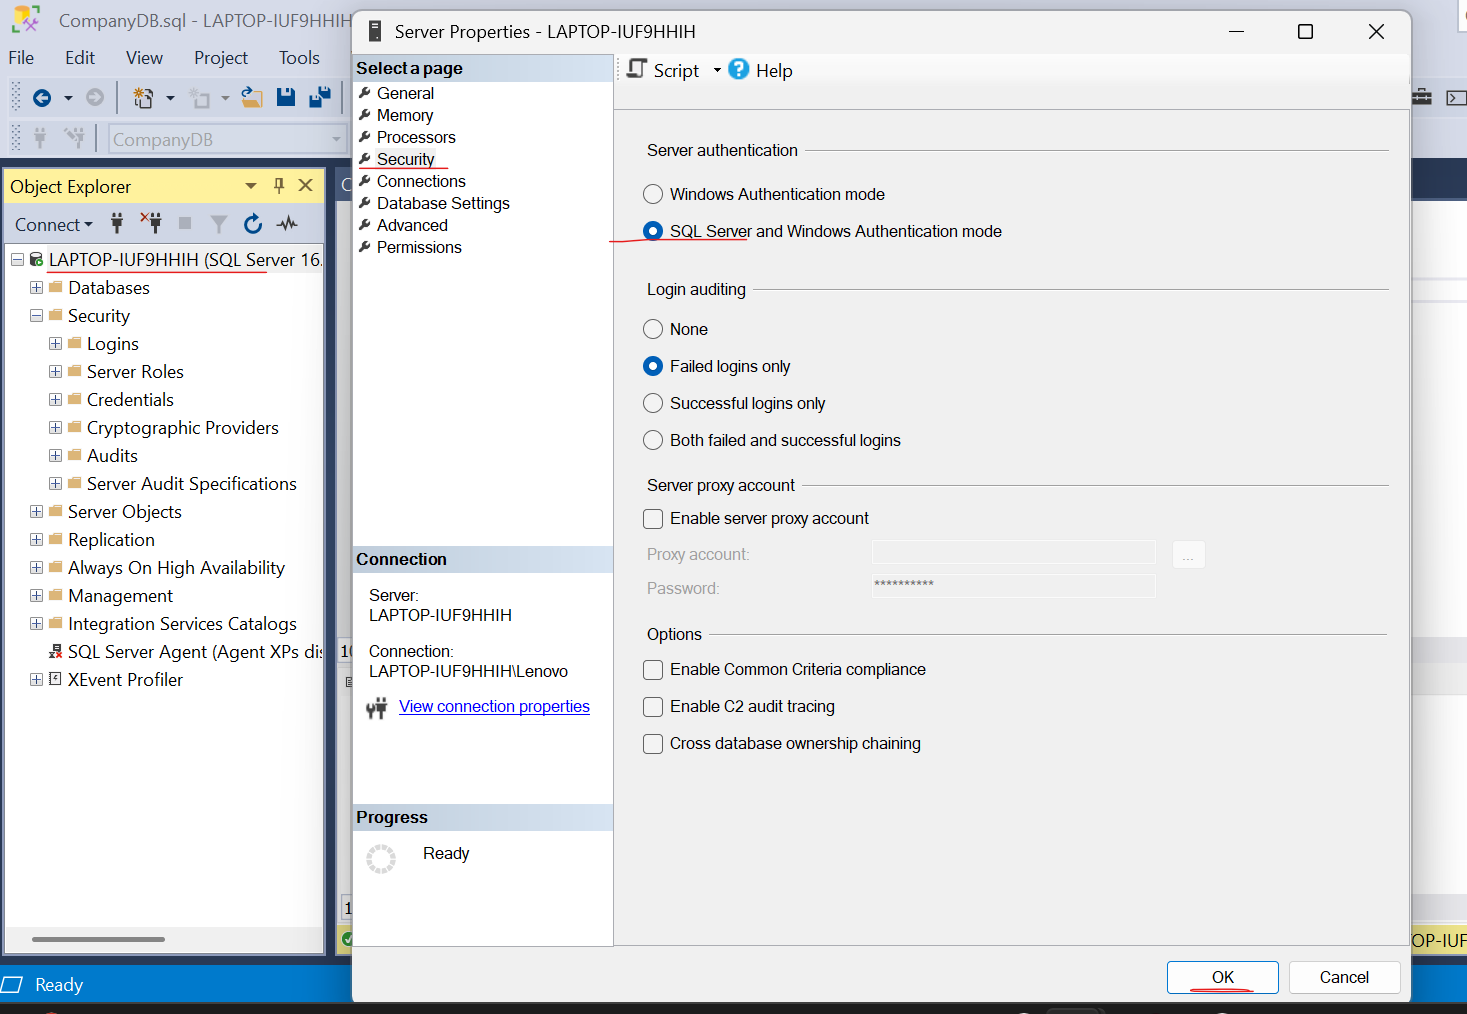 CompanyDB.sql - LAPTOP-IUF9HHIH
File Edit View Project Tools
CompanyDB
Object Explorer
Connect
LAPTOP-IUF9HHIH (SQL Server 16.
Databases
Security
Logins
Server Roles
Credentials
Cryptographic Providers
Audits
Server Audit Specifications
Server Objects
Replication
Always On High Availability
Management
Integration Services Catalogs
SQL Server Agent (Agent XPs dis
XEvent Profiler
Ready
Server Properties - LAPTOP-IUF9HHIH
Select a page
General
Memory
Processors
Security
Connections
Database Settings
Advanced
Permissions
Connection
Server:
LAPTOP-IUF9HHIH
Connection:
LAPTOP-IUF9HHIH\Lenovo
View connection properties
Progress
Ready
Script Help
Server authentication
Windows Authentication mode
SQL Server and Windows Authentication mode
Login auditing
None
Failed logins only
Successful logins only
Both failed and successful logins
Server proxy account
Enable server proxy account
Proxy account:
...
Password:
**********
Options
Enable Common Criteria compliance
Enable C2 audit tracing
Cross database ownership chaining
OK Cancel